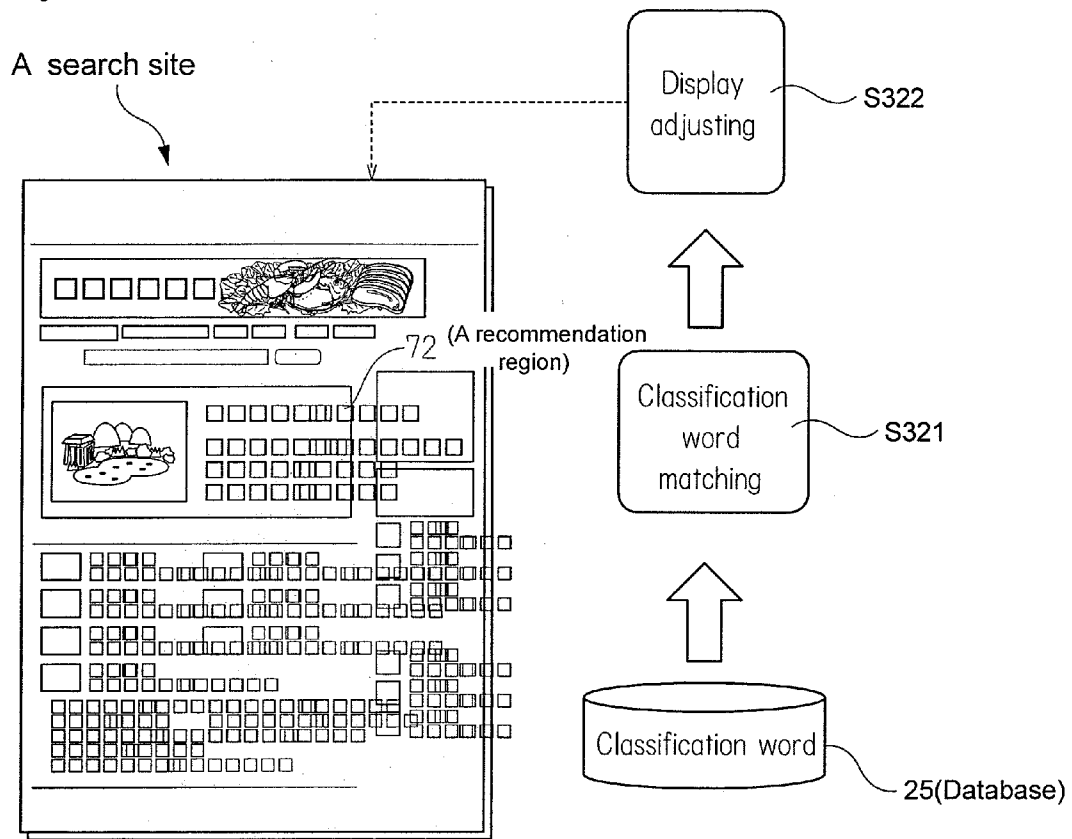 A search site
Display
adjusting
S322
72
(A recommendation
region)
Classification
word
matching
S321
Classification word
25(Database)